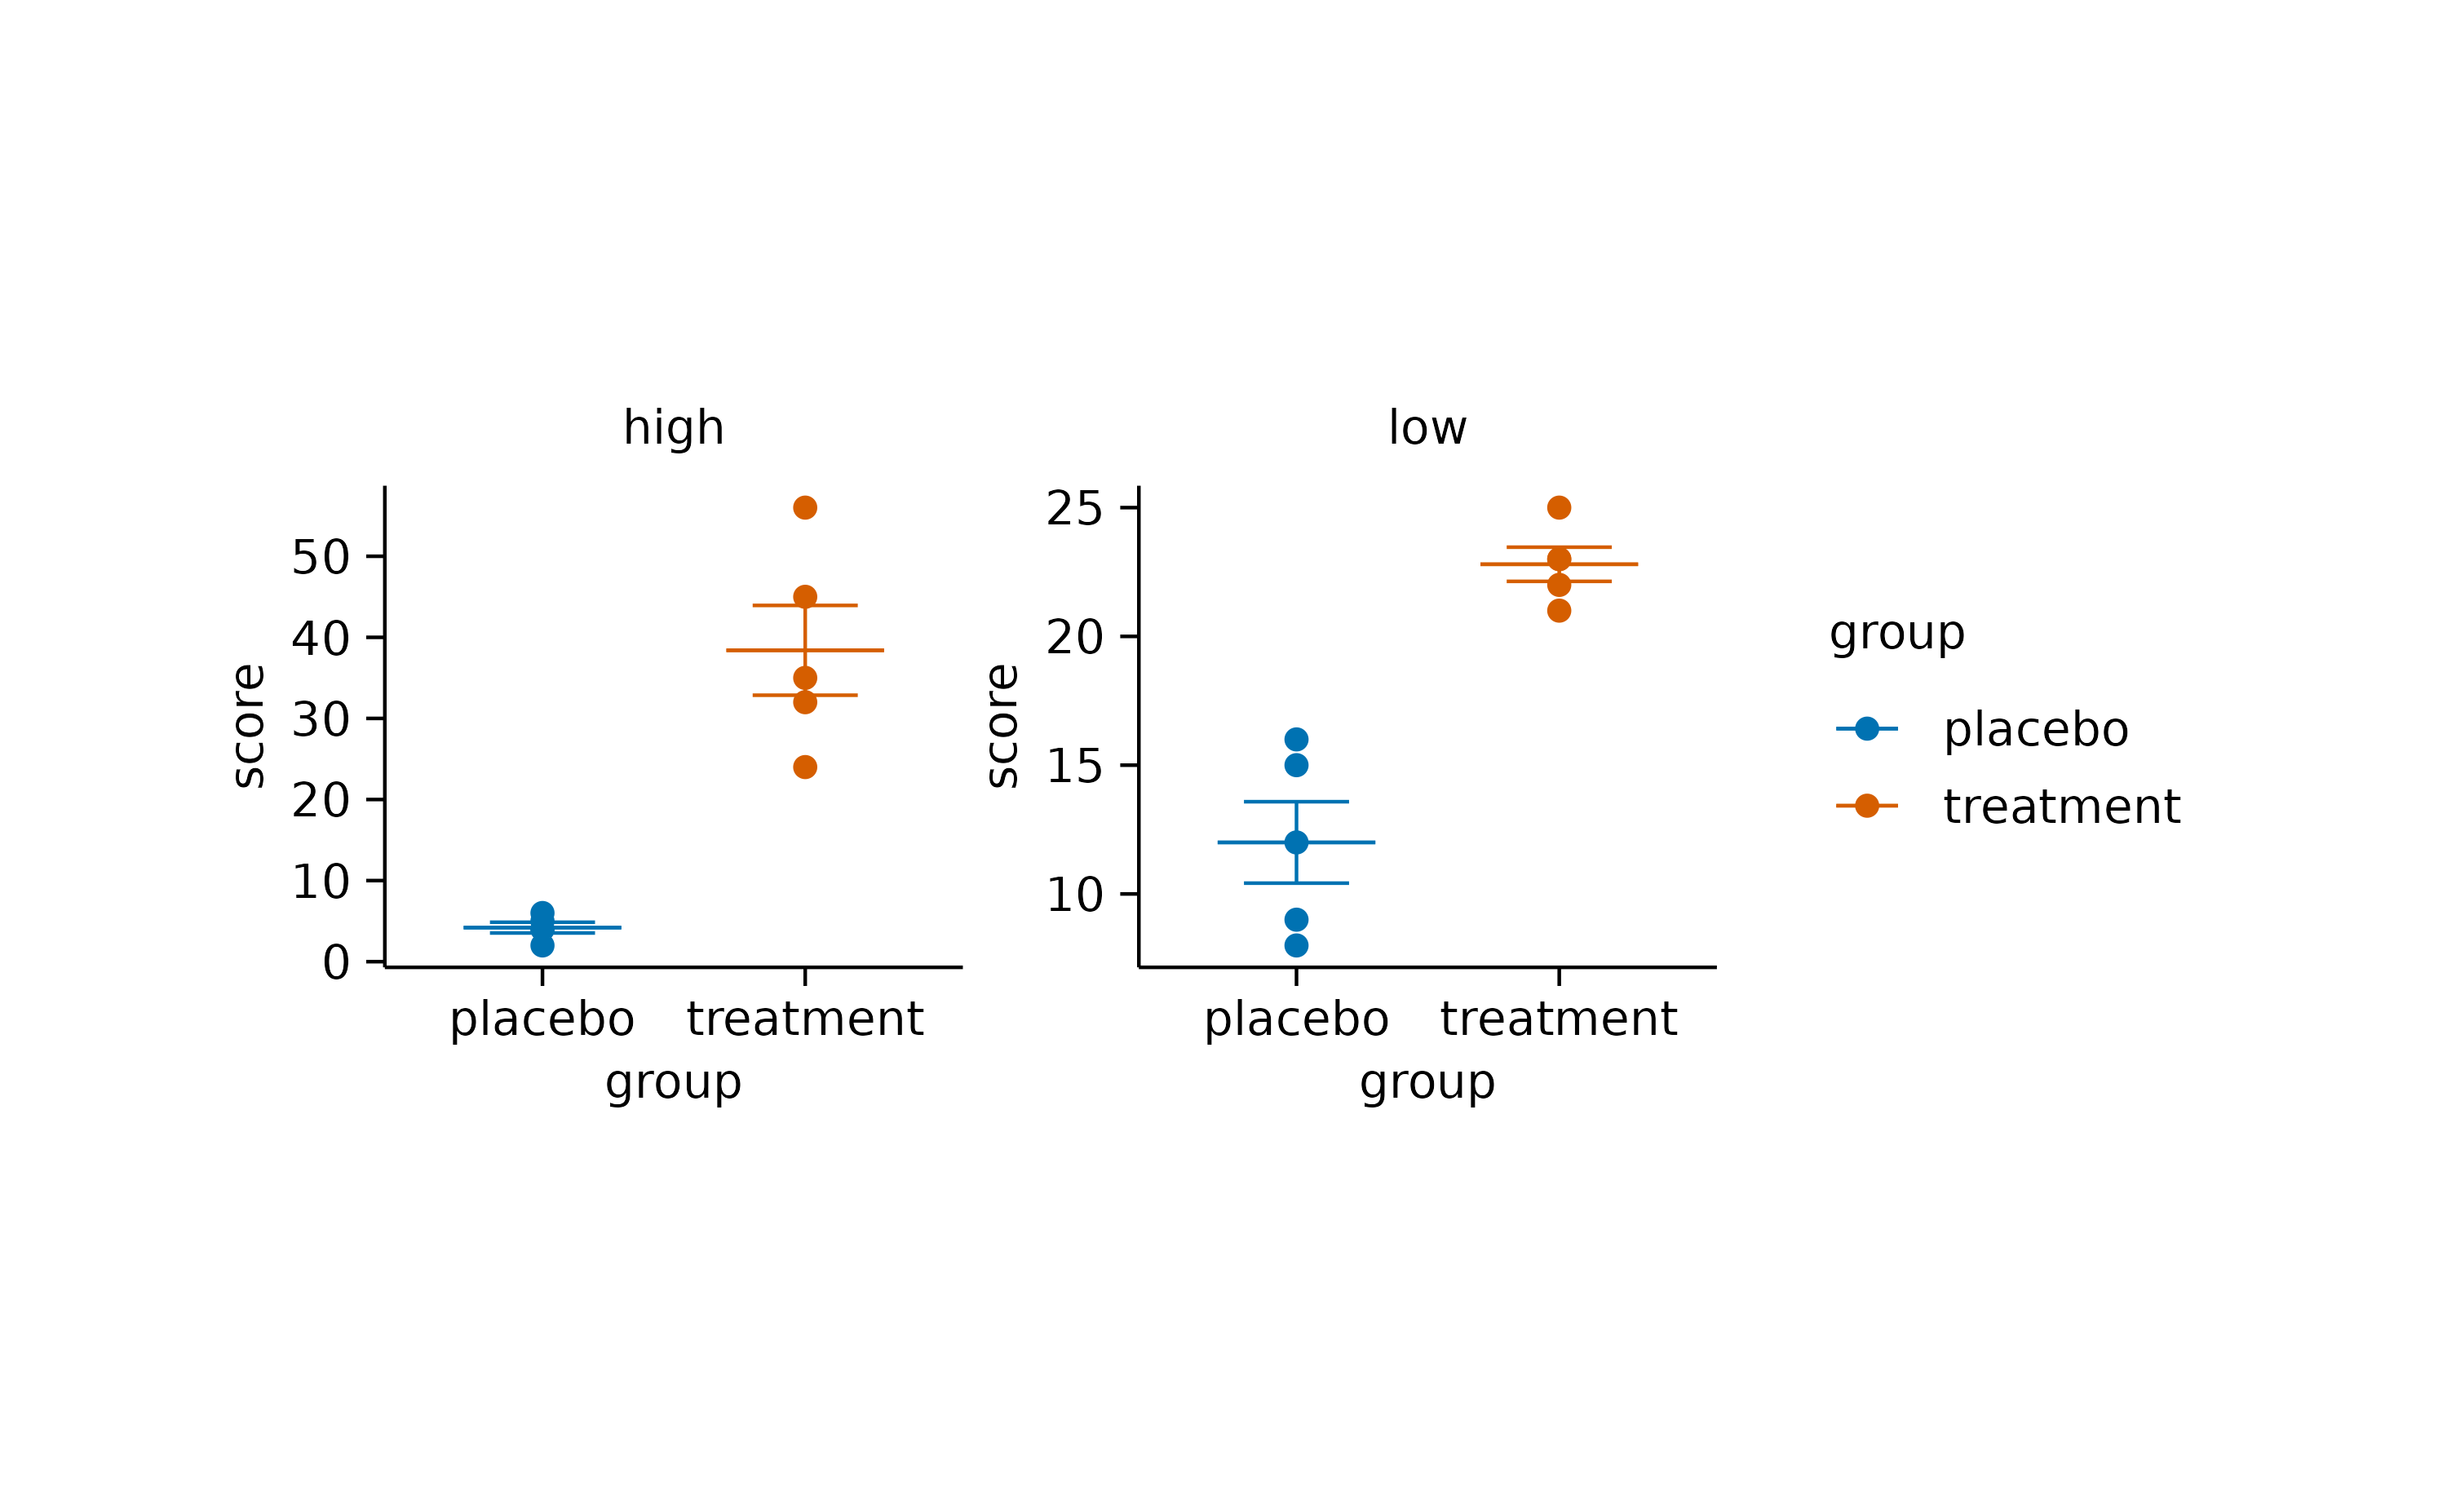 high
50
40
30
20
10
0
score
placebo treatment
group
low
25
20
15
10
score
placebo treatment
group
group
placebo
treatment